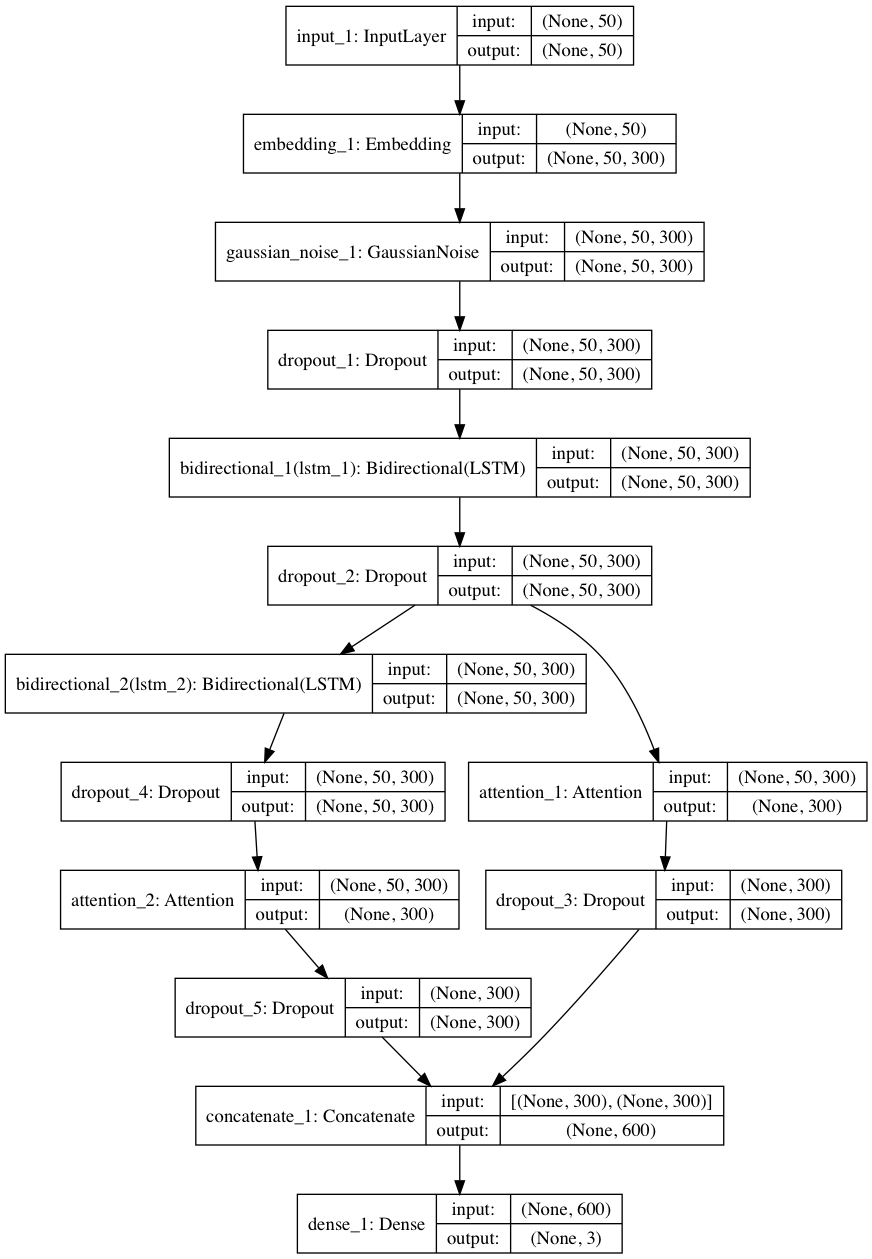 input_1: InputLayer
input: (None, 50)
output: (None, 50)
embedding_1: Embedding
input: (None, 50)
output: (None, 50, 300)
gaussian_noise_1: GaussianNoise
input: (None, 50, 300)
output: (None, 50, 300)
dropout_1: Dropout
input: (None, 50, 300)
output: (None, 50, 300)
bidirectional_1(lstm_1): Bidirectional(LSTM)
input: (None, 50, 300)
output: (None, 50, 300)
dropout_2: Dropout
input: (None, 50, 300)
output: (None, 50, 300)
bidirectional_2(lstm_2): Bidirectional(LSTM)
input: (None, 50, 300)
output: (None, 50, 300)
dropout_4: Dropout
input: (None, 50, 300)
output: (None, 50, 300)
attention_1: Attention
input: (None, 50, 300)
output: (None, 300)
attention_2: Attention
input: (None, 50, 300)
output: (None, 300)
dropout_3: Dropout
input: (None, 300)
output: (None, 300)
dropout_5: Dropout
input: (None, 300)
output: (None, 300)
concatenate_1: Concatenate
input: [(None, 300), (None, 300)]
output: (None, 600)
dense_1: Dense
input: (None, 600)
output: (None, 3)